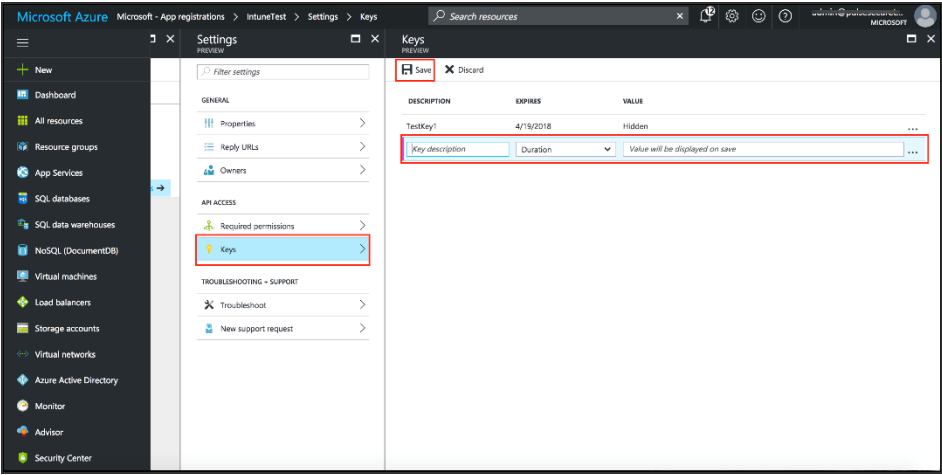 Microsoft Azure Microsoft - App registrations > IntuneTest > Settings > Keys
Search resources
12
MICROSOFT
New
Dashboard
All resources
Resource groups
App Services
SQL databases
SQL data warehouses
NoSQL (DocumentDB)
Virtual machines
Load balancers
Storage accounts
Virtual networks
Azure Active Directory
Monitor
Advisor
Security Center
Settings
PREVIEW
Filter settings
GENERAL
Properties
Reply URLs
Owners
API ACCESS
Required permissions
Keys
TROUBLESHOOTING + SUPPORT
Troubleshoot
New support request
Keys
PREVIEW
Save Discard
DESCRIPTION EXPIRES VALUE
TestKey1 4/19/2018 Hidden
Key description Duration Value will be displayed on save